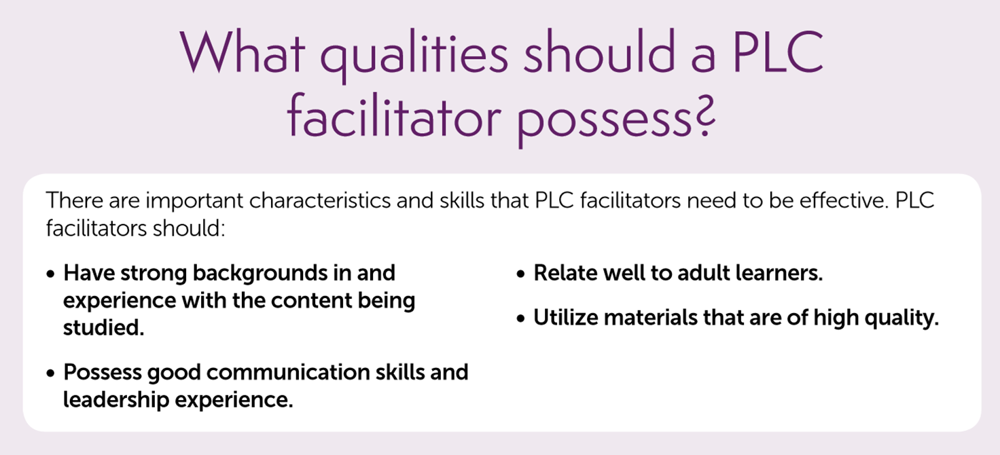 What qualities should a PLC
facilitator possess?
There are important characteristics and skills that PLC facilitators need to be effective. PLC
facilitators should:
• Have strong backgrounds in and
experience with the content being
studied.
• Possess good communication skills and
leadership experience.
• Relate well to adult learners.
• Utilize materials that are of high quality.